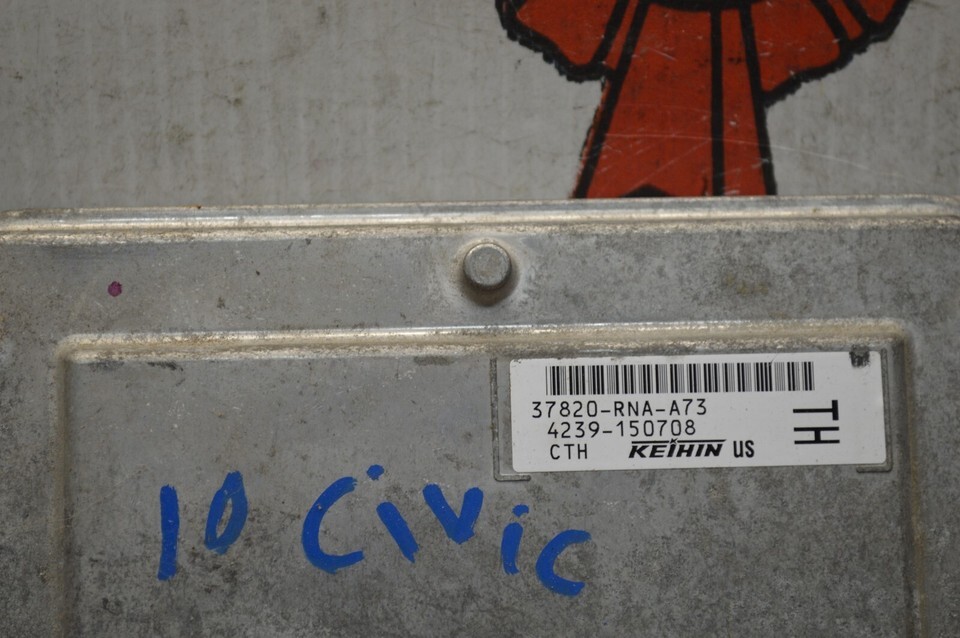 37820-RNA-A73
4239-150708
CTH KEIHIN US
TH
10 Civic